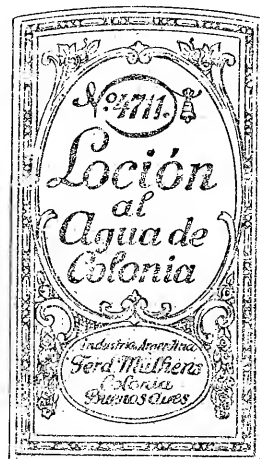 No. 4711.
Loción
al
Agua de
Colonia
Industria Argentina
Ferd. Mülhens
Colonia
Buenos Aires